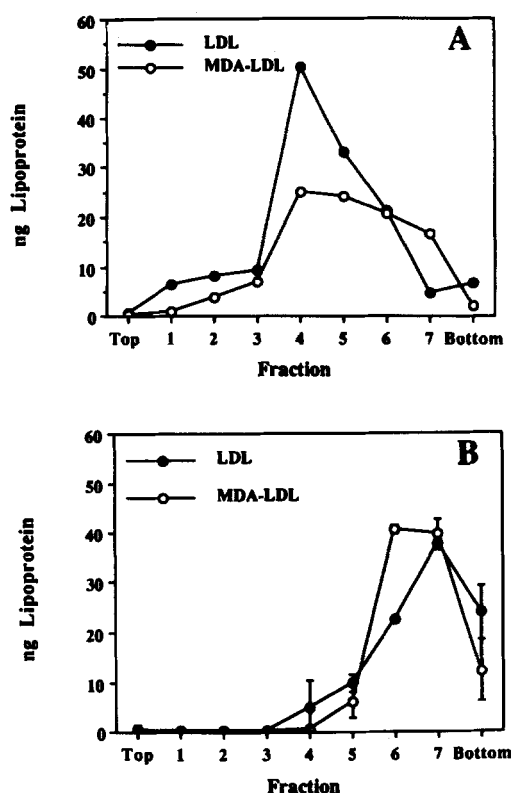 A
LDL
MDA-LDL
ng Lipoprotein
60
50
40
30
20
10
0
Top 1 2 3 4 5 6 7 Bottom
Fraction
B
LDL
MDA-LDL
ng Lipoprotein
60
50
40
30
20
10
0
Top 1 2 3 4 5 6 7 Bottom
Fraction